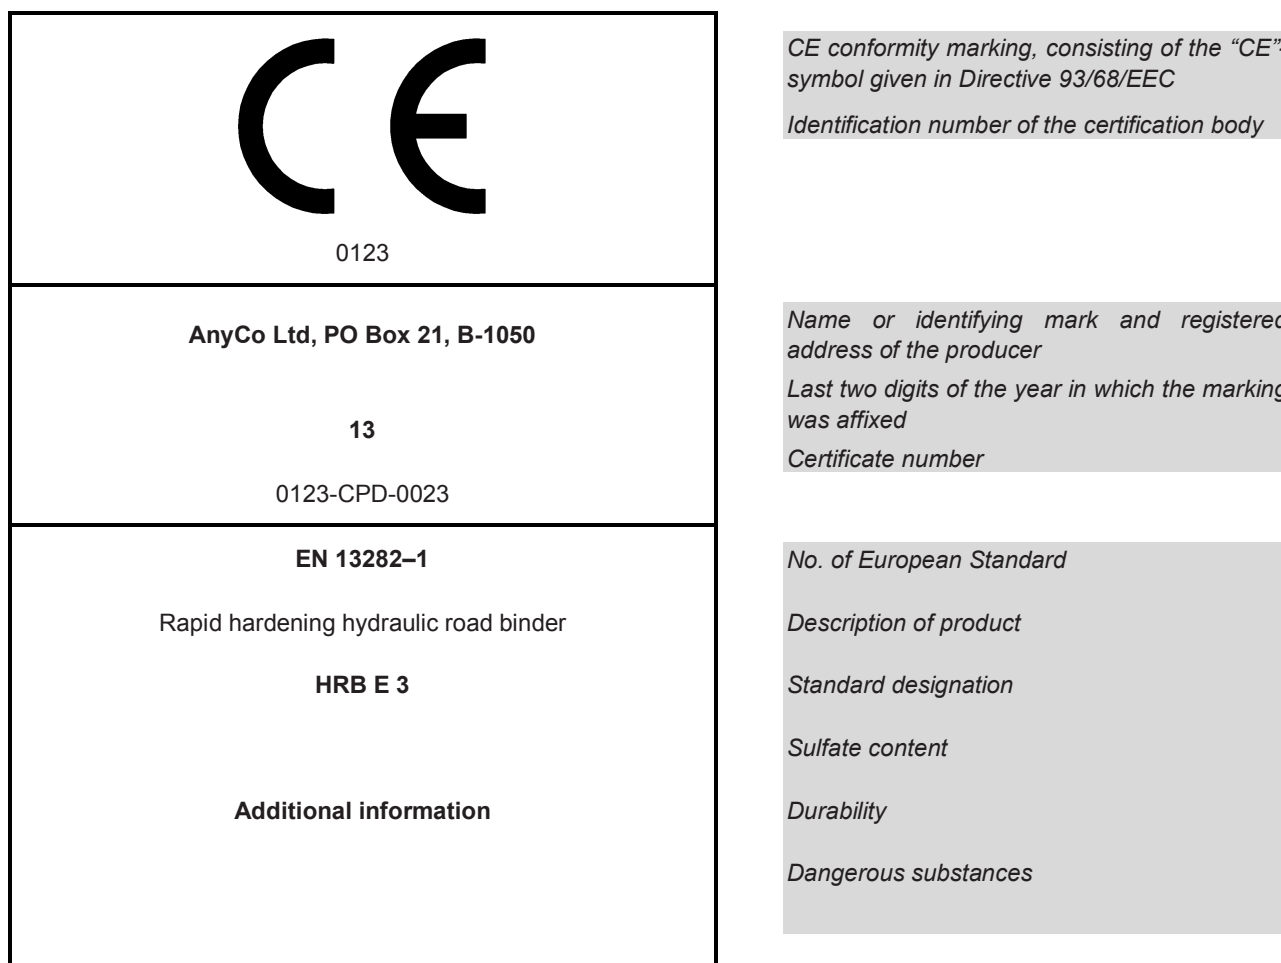 CE
0123
CE conformity marking, consisting of the “CE”-
symbol given in Directive 93/68/EEC
Identification number of the certification body
AnyCo Ltd, PO Box 21, B-1050
13
0123-CPD-0023
Name or identifying mark and registered
address of the producer
Last two digits of the year in which the marking
was affixed
Certificate number
EN 13282–1
Rapid hardening hydraulic road binder
HRB E 3
Additional information
No. of European Standard
Description of product
Standard designation
Sulfate content
Durability
Dangerous substances